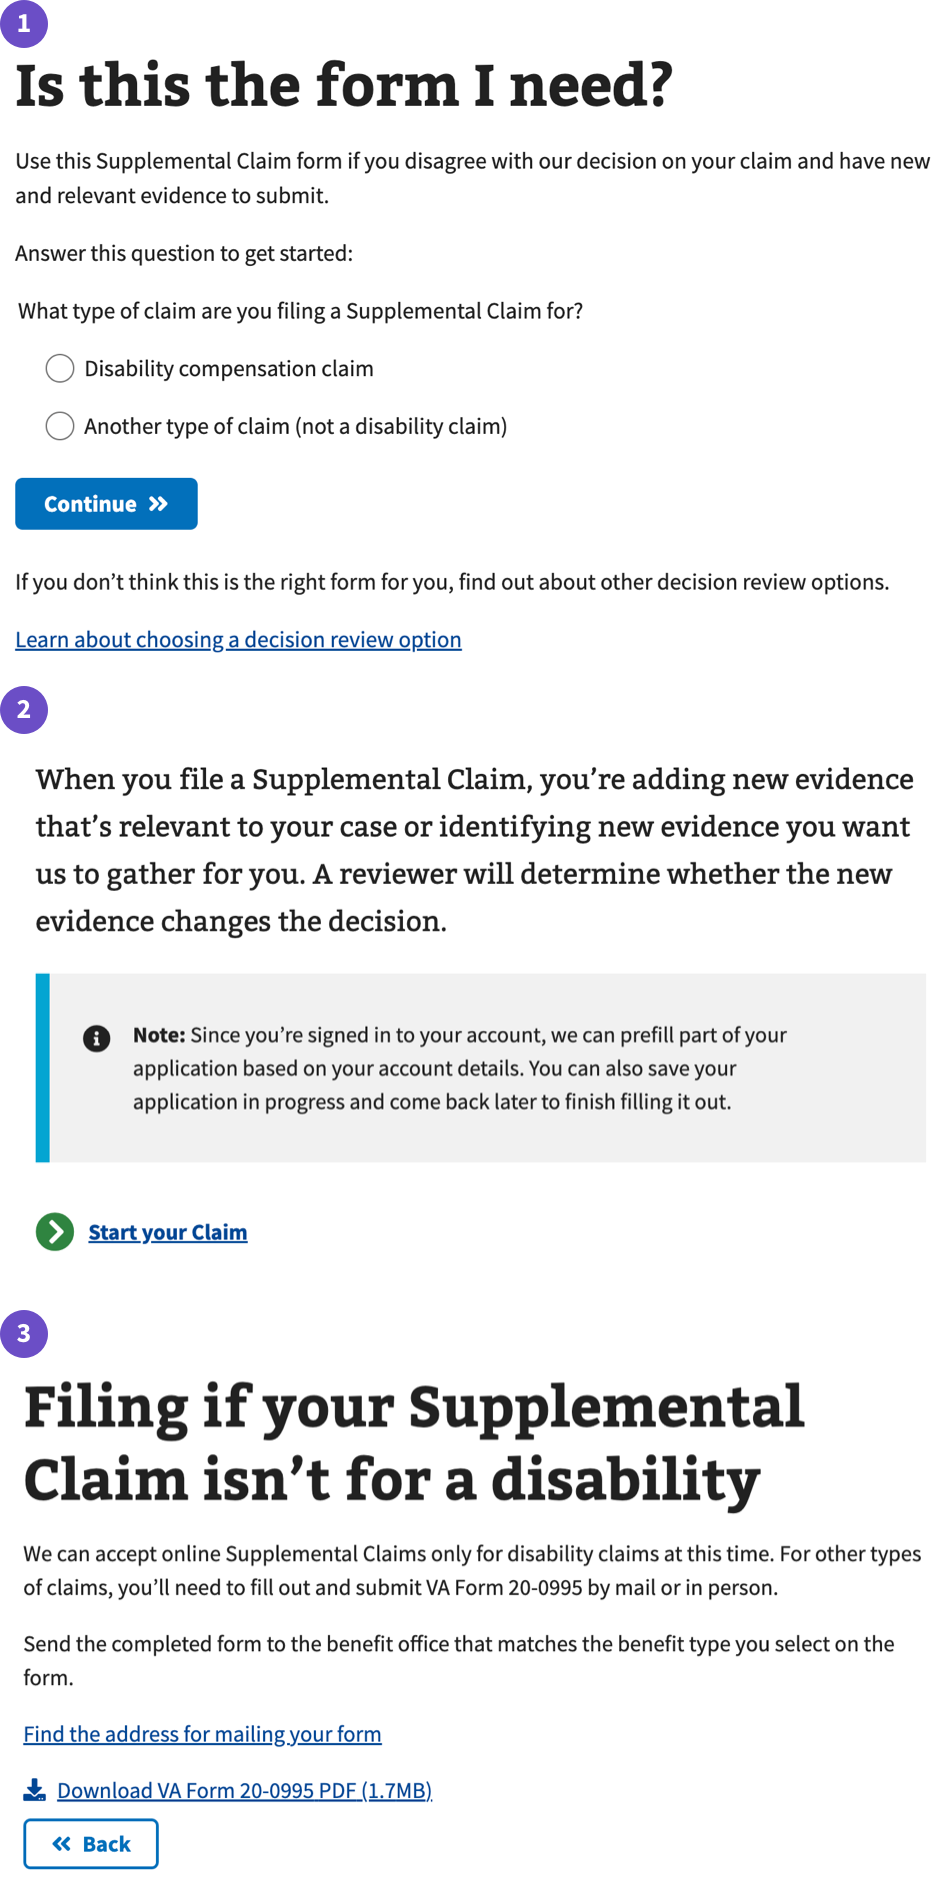 1
Is this the form I need?
Use this Supplemental Claim form if you disagree with our decision on your claim and have new
and relevant evidence to submit.
Answer this question to get started:
What type of claim are you filing a Supplemental Claim for?
Disability compensation claim
Another type of claim (not a disability claim)
Continue
If you don’t think this is the right form for you, find out about other decision review options.
Learn about choosing a decision review option
2
When you file a Supplemental Claim, you’re adding new evidence
that’s relevant to your case or identifying new evidence you want
us to gather for you. A reviewer will determine whether the new
evidence changes the decision.
Note: Since you’re signed in to your account, we can prefill part of your
application based on your account details. You can also save your
application in progress and come back later to finish filling it out.
Start your Claim
3
Filing if your Supplemental
Claim isn’t for a disability
We can accept online Supplemental Claims only for disability claims at this time. For other types
of claims, you’ll need to fill out and submit VA Form 20-0995 by mail or in person.
Send the completed form to the benefit office that matches the benefit type you select on the
form.
Find the address for mailing your form
Download VA Form 20-0995 PDF (1.7MB)
Back